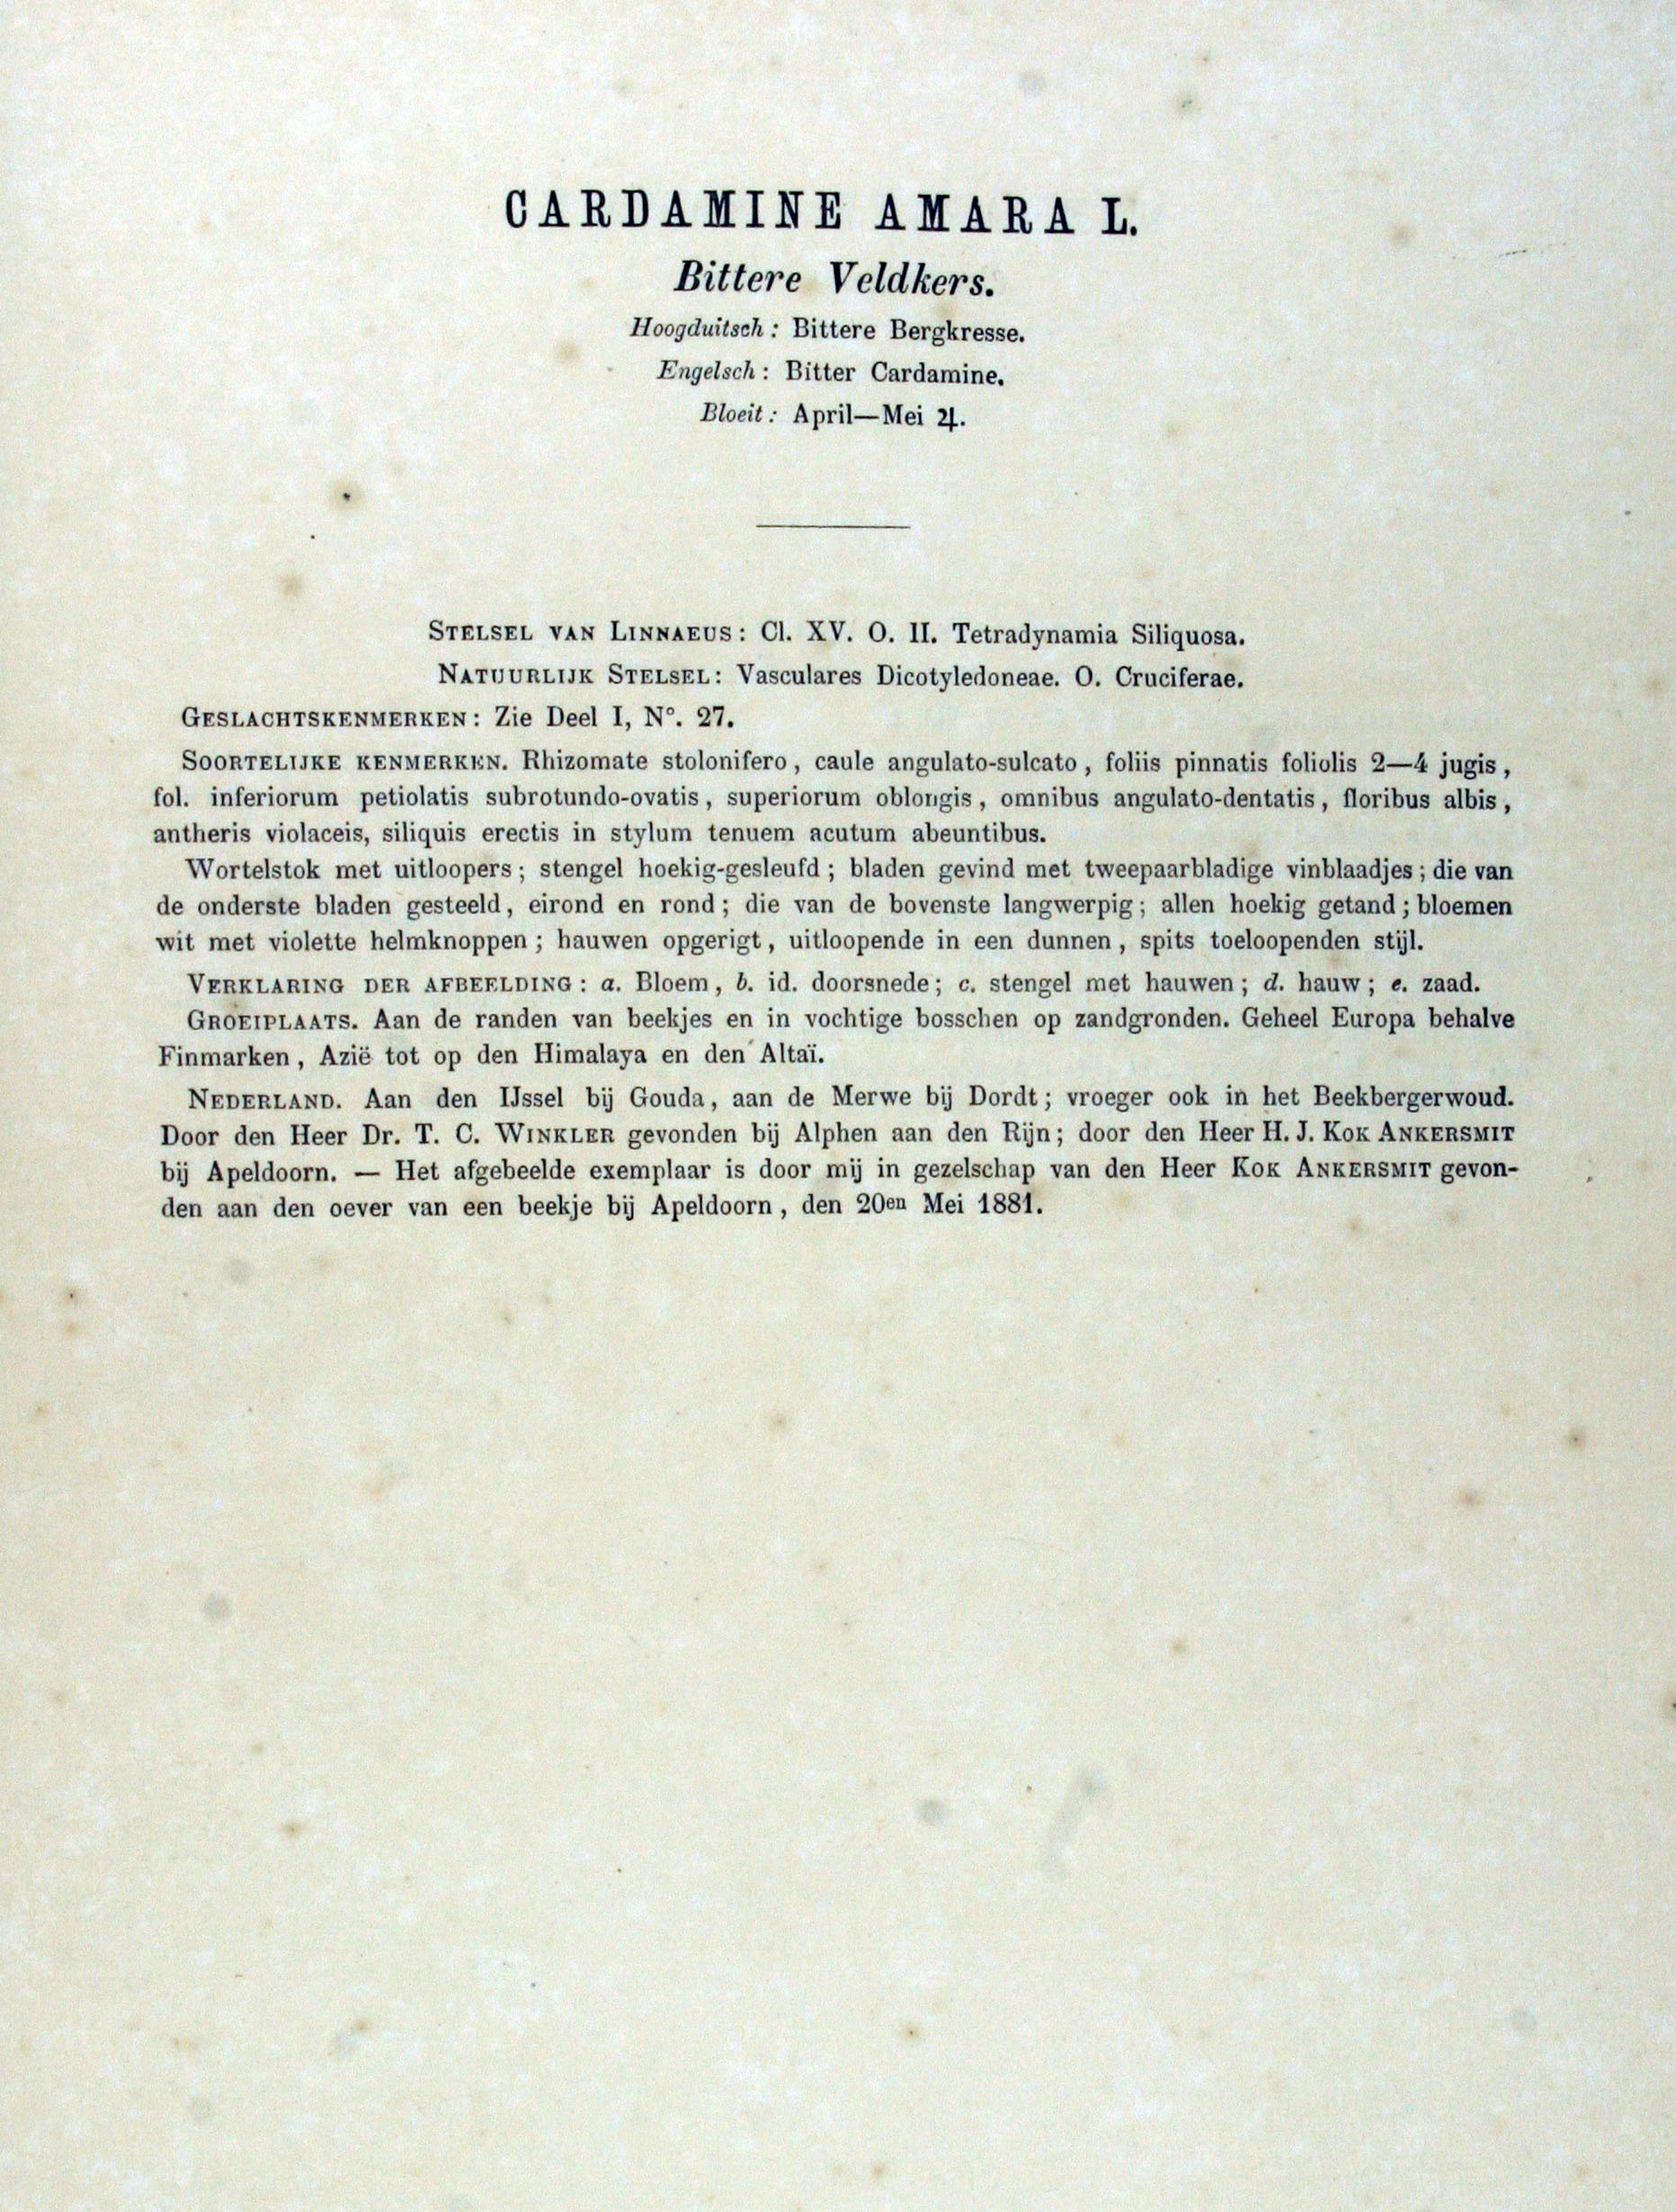 CARDAMINE AMARA L.
Bittere Veldkers.
Hoogduitsch: Bittere Bergkresse.
Engelsch: Bitter Cardamine.
Bloeit: April—Mei ♃.
STELSEL VAN LINNAEUS: Cl. XV. O. II. Tetradynamia Siliquosa.
NATUURLIJK STELSEL: Vasculares Dicotyledoneae. O. Cruciferae.
GESLACHTSKENMERKEN: Zie Deel I, N°. 27.
SOORTELIJKE KENMERKEN. Rhizomate stolonifero, caule angulato-sulcato, foliis pinnatis foliolis 2—4 jugis,
fol. inferiorum petiolatis subrotundo-ovatis, superiorum oblongis, omnibus angulato-dentatis, floribus albis,
antheris violaceis, siliquis erectis in stylum tenuem acutum abeuntibus.
Wortelstok met uitloopers; stengel hoekig-gesleufd; bladen gevind met tweepaarbladige vinblaadjes; die van
de onderste bladen gesteeld, eirond en rond; die van de bovenste langwerpig; allen hoekig getand; bloemen
wit met violette helmknoppen; hauwen opgerigt, uitloopende in een dunnen, spits toeloopenden stijl.
VERKLARING DER AFBEELDING: a. Bloem, b. id. doorsnede; c. stengel met hauwen; d. hauw; e. zaad.
GROEIPLAATS. Aan de randen van beekjes en in vochtige bosschen op zandgronden. Geheel Europa behalve
Finmarken, Azië tot op den Himalaya en den Altaï.
NEDERLAND. Aan den IJssel bij Gouda, aan de Merwe bij Dordt; vroeger ook in het Beekbergerwoud.
Door den Heer Dr. T. C. WINKLER gevonden bij Alphen aan den Rijn; door den Heer H. J. KOK ANKERSMIT
bij Apeldoorn. — Het afgebeelde exemplaar is door mij in gezelschap van den Heer KOK ANKERSMIT gevon-
den aan den oever van een beekje bij Apeldoorn, den 20en Mei 1881.